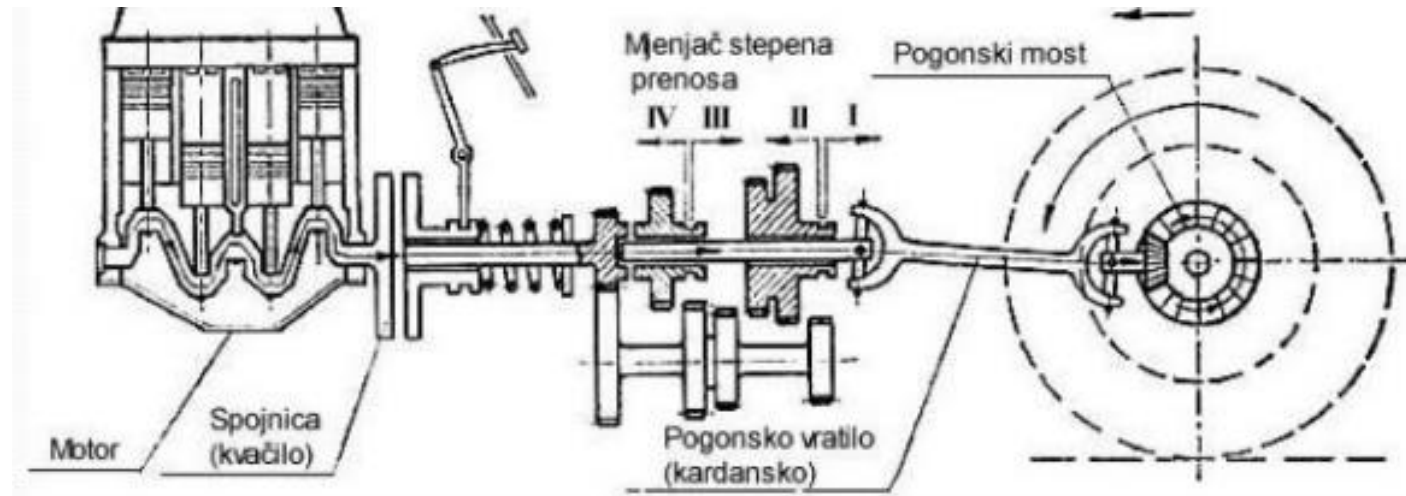 Mjenjač stepena
prenosa
Pogonski most
IV III II I
Motor
Spojnica
(kvačilo)
Pogonsko vratilo
(kardansko)